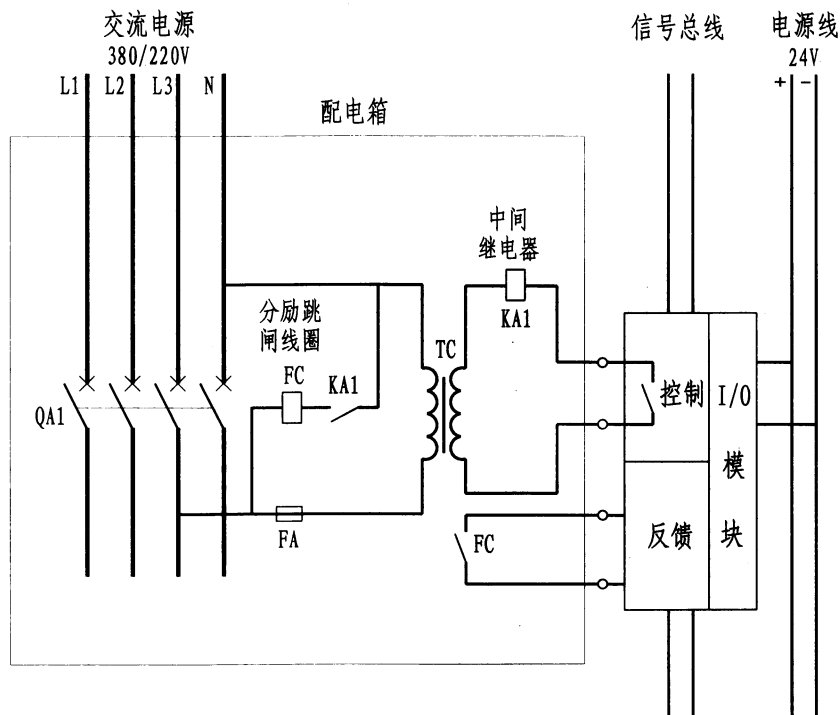 交流电源
380/220V
L1 L2 L3 N
信号总线
电源线
24V
+ -
配电箱
中间
继电器
KA1
分励跳
闸线圈
FC
KA1
TC
QA1
控制
I/O
模
块
FA
FC
反馈